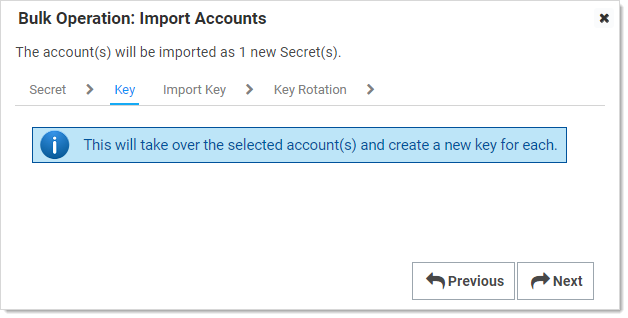 Bulk Operation: Import Accounts
The account(s) will be imported as 1 new Secret(s).
Secret Key Import Key Key Rotation
This will take over the selected account(s) and create a new key for each.
Previous Next